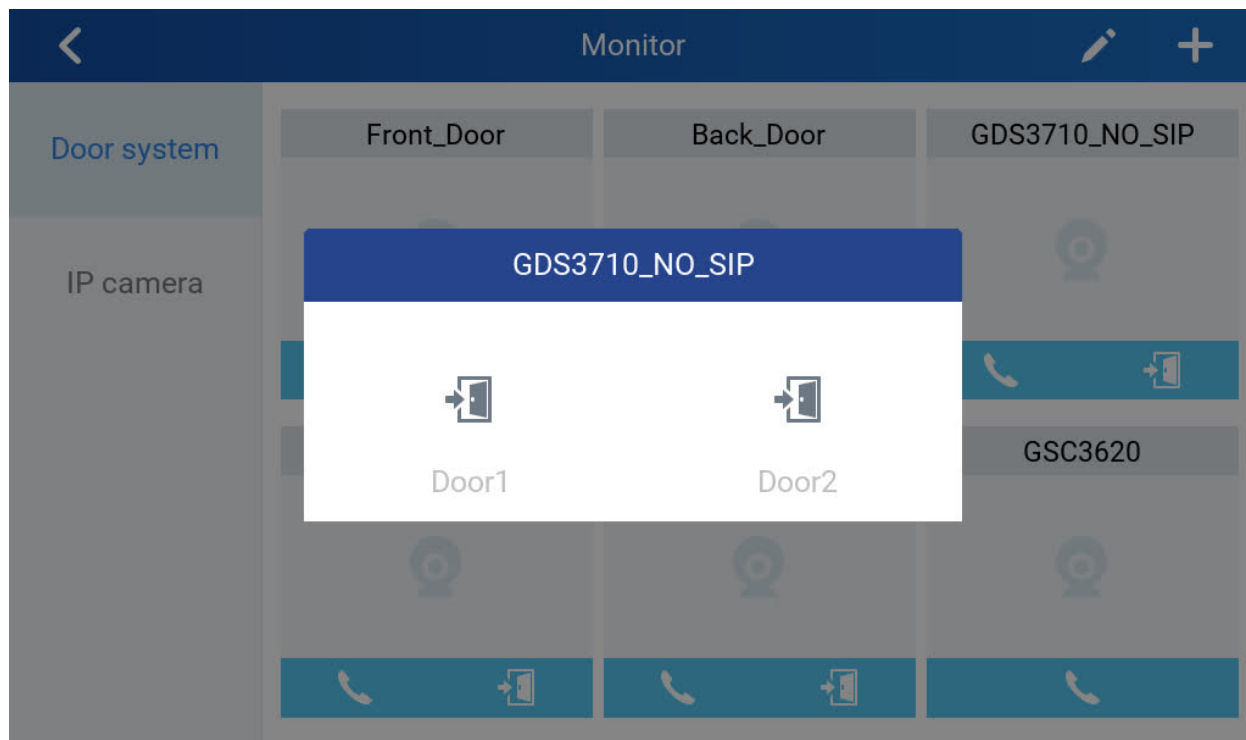 Monitor
Door system
IP camera
Front_Door
Back_Door
GDS3710_NO_SIP
GDS3710_NO_SIP
Door1
Door2
GSC3620